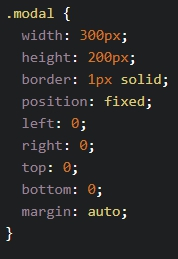 .modal {
  width: 300px;
  height: 200px;
  border: 1px solid;
  position: fixed;
  left: 0;
  right: 0;
  top: 0;
  bottom: 0;
  margin: auto;
}